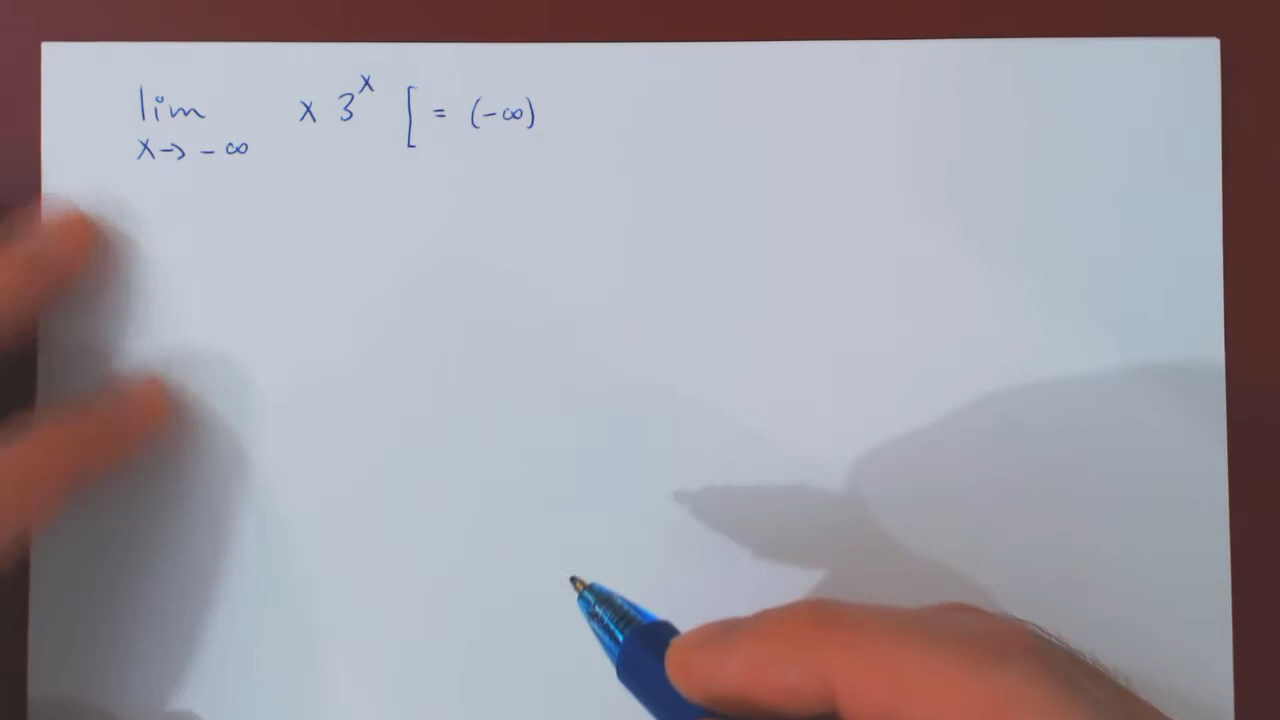 lim x 3^x [ = (-∞)
x→ -∞